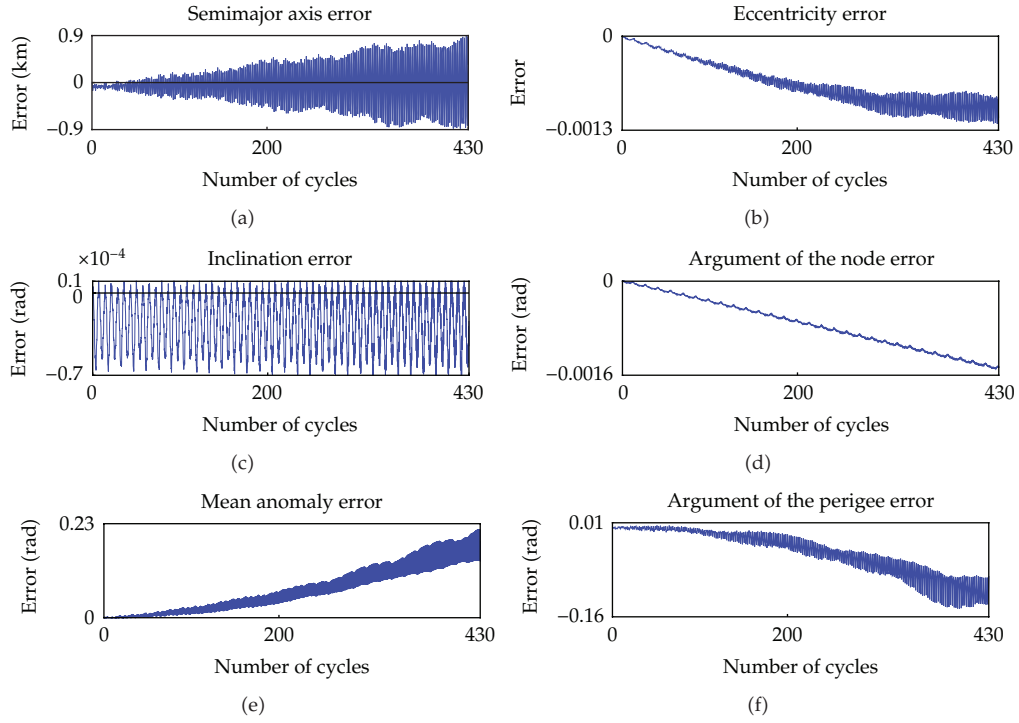 Semimajor axis error
0.9
0
−0.9
Error (km)
0
200
430
Number of cycles
(a)
Eccentricity error
0
−0.0013
Error
0
200
430
Number of cycles
(b)
×10−4
Inclination error
0.1
0
−0.7
Error (rad)
0
200
430
Number of cycles
(c)
Argument of the node error
0
−0.0016
Error (rad)
0
200
430
Number of cycles
(d)
Mean anomaly error
0.23
0
Error (rad)
0
200
430
Number of cycles
(e)
Argument of the perigee error
0.01
−0.16
Error (rad)
0
200
430
Number of cycles
(f)